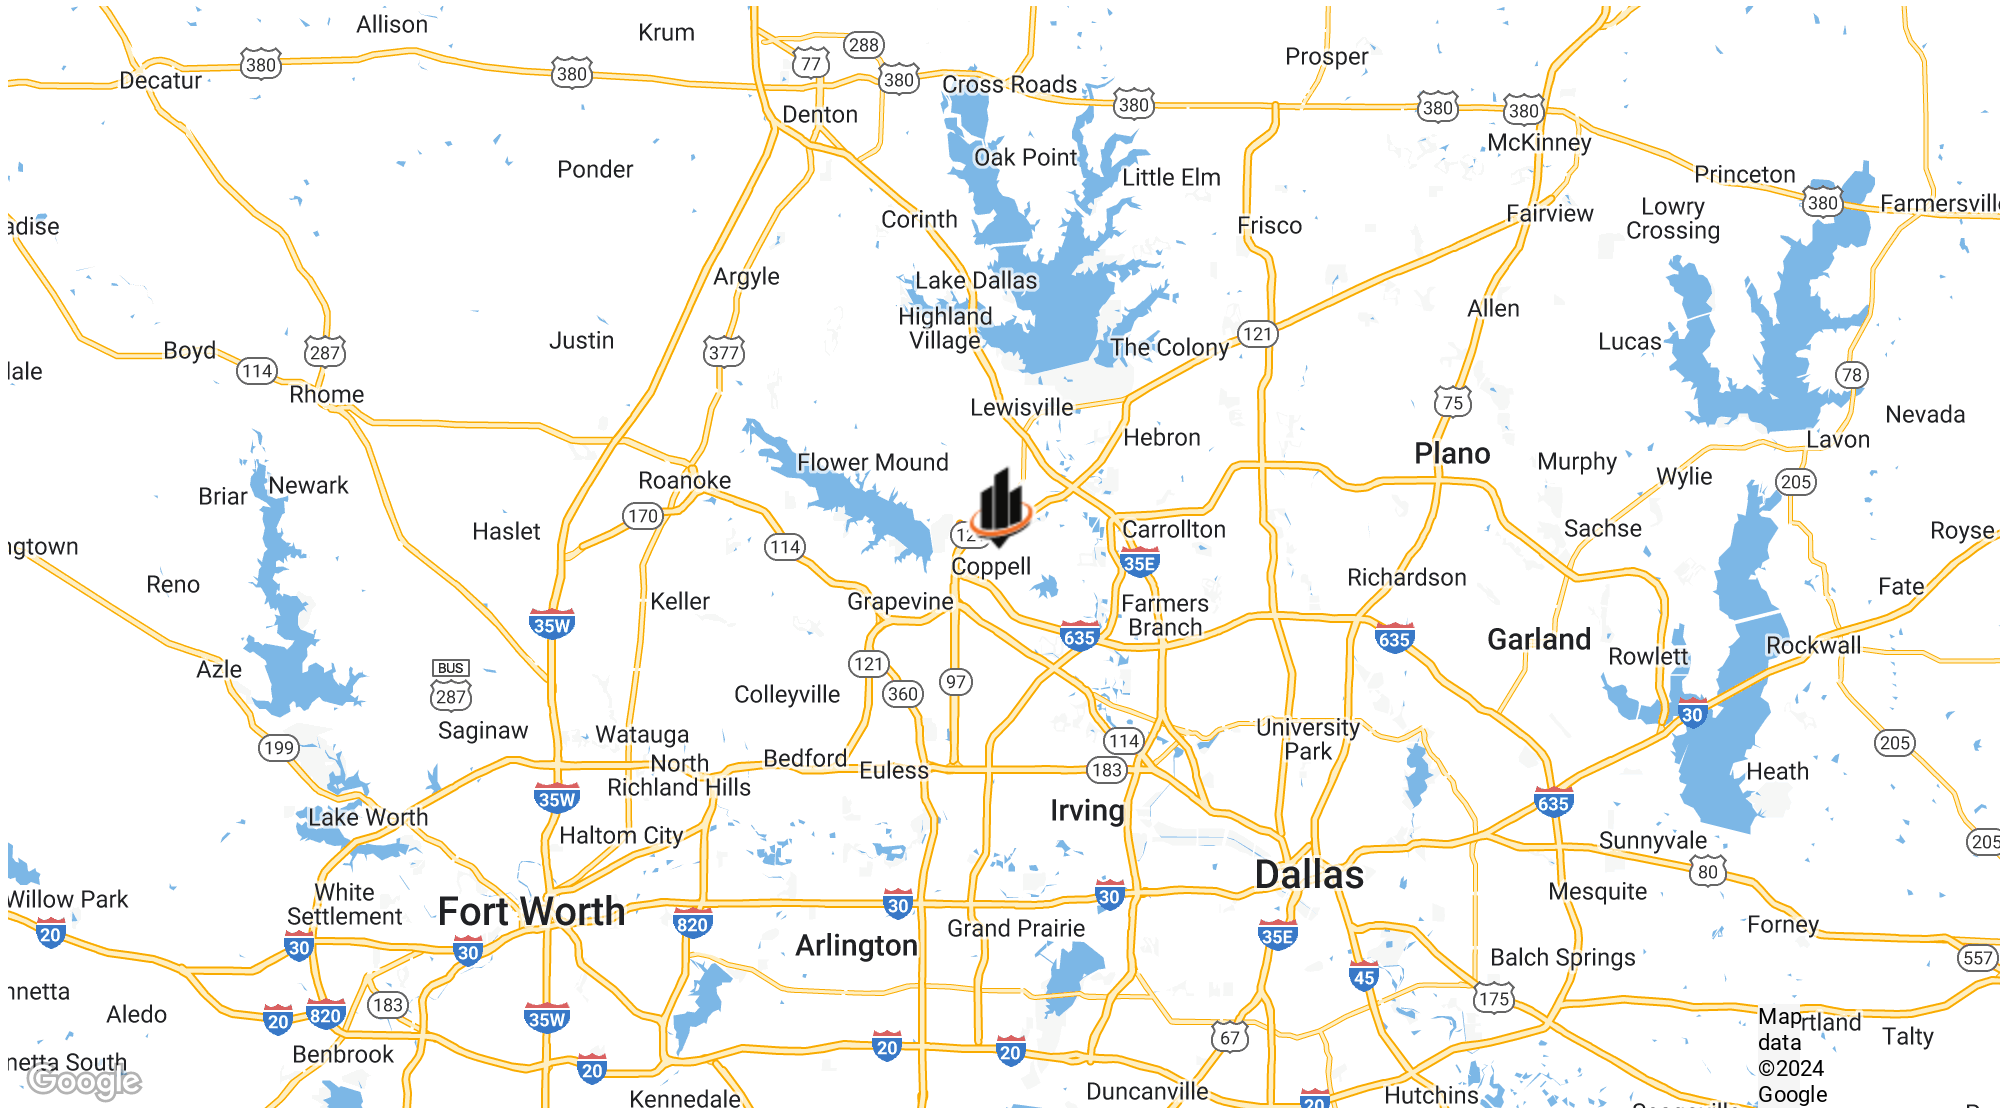 Allison
Krum
288
Prosper
380
77
380
380
Decatur
Cross Roads
380
380
380
Denton
McKinney
Oak Point
Ponder
Little Elm
Princeton
380
Farmersville
Lowry
Crossing
Fairview
Corinth
Frisco
adise
Argyle
Lake Dallas
Allen
Highland
Village
121
Justin
The Colony
Lucas
Boyd
287
377
114
lale
78
Rhome
75
Lewisville
Nevada
Hebron
Lavon
Plano
Flower Mound
Murphy
Wylie
Roanoke
205
Briar
Newark
170
Haslet
Carrollton
Sachse
Royse
12
114
ngtown
35E
Coppell
Richardson
Reno
Fate
Keller
Grapevine
Farmers
Branch
35W
635
635
Garland
Rockwall
Rowlett
Azle
121
BUS
287
Colleyville
360
97
30
Saginaw
Watauga
University
Park
199
114
205
Bedford
North
Richland Hills
Euless
183
Heath
35W
635
Irving
Lake Worth
Haltom City
Sunnyvale
205
80
Dallas
White
Settlement
Mesquite
Willow Park
30
30
Fort Worth
820
Grand Prairie
Forney
20
30
30
Arlington
35E
Balch Springs
557
45
nnetta
183
175
Aledo
20
820
35W
Map
data
©2024
Google
rtland
Talty
67
Benbrook
20
20
netta South
20
Google
Kennedale
Duncanville
20
Hutchins